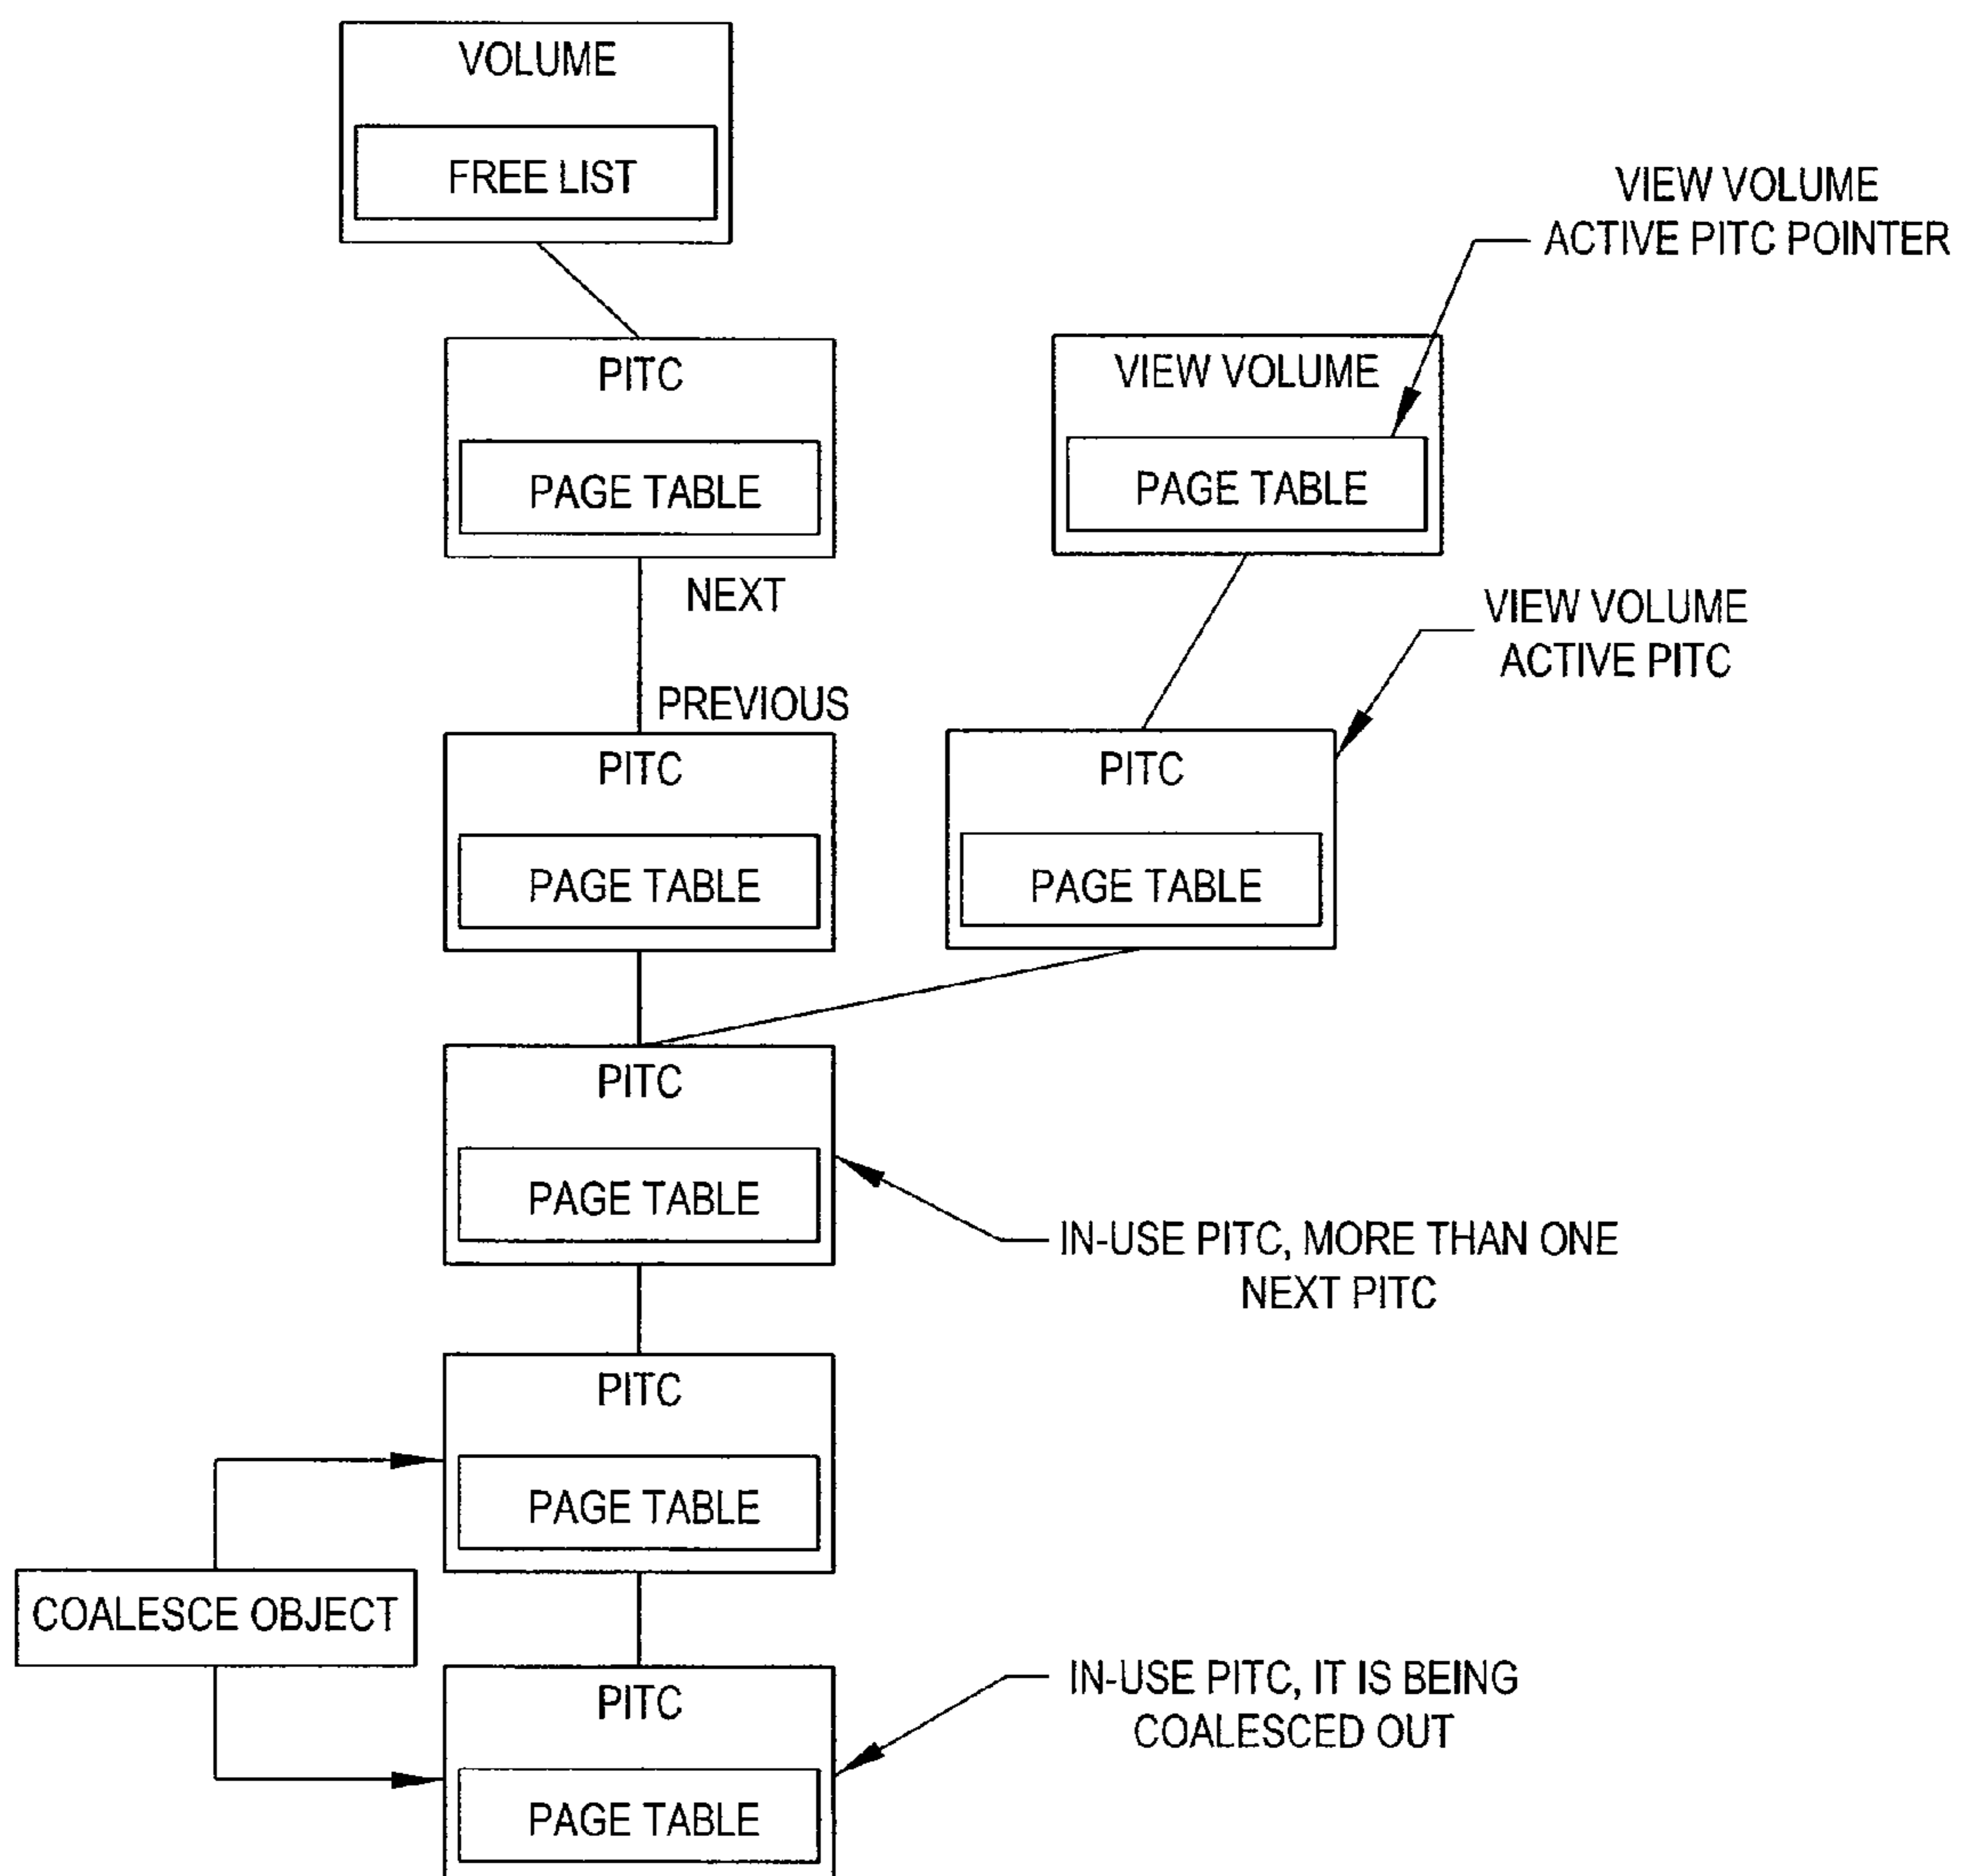 VOLUME
FREE LIST
VIEW VOLUME
ACTIVE PITC POINTER
PITC
PAGE TABLE
VIEW VOLUME
PAGE TABLE
NEXT
PREVIOUS
VIEW VOLUME
ACTIVE PITC
PITC
PAGE TABLE
PITC
PAGE TABLE
PITC
PAGE TABLE
IN-USE PITC, MORE THAN ONE
NEXT PITC
PITC
PAGE TABLE
COALESCE OBJECT
PITC
PAGE TABLE
IN-USE PITC, IT IS BEING
COALESCED OUT